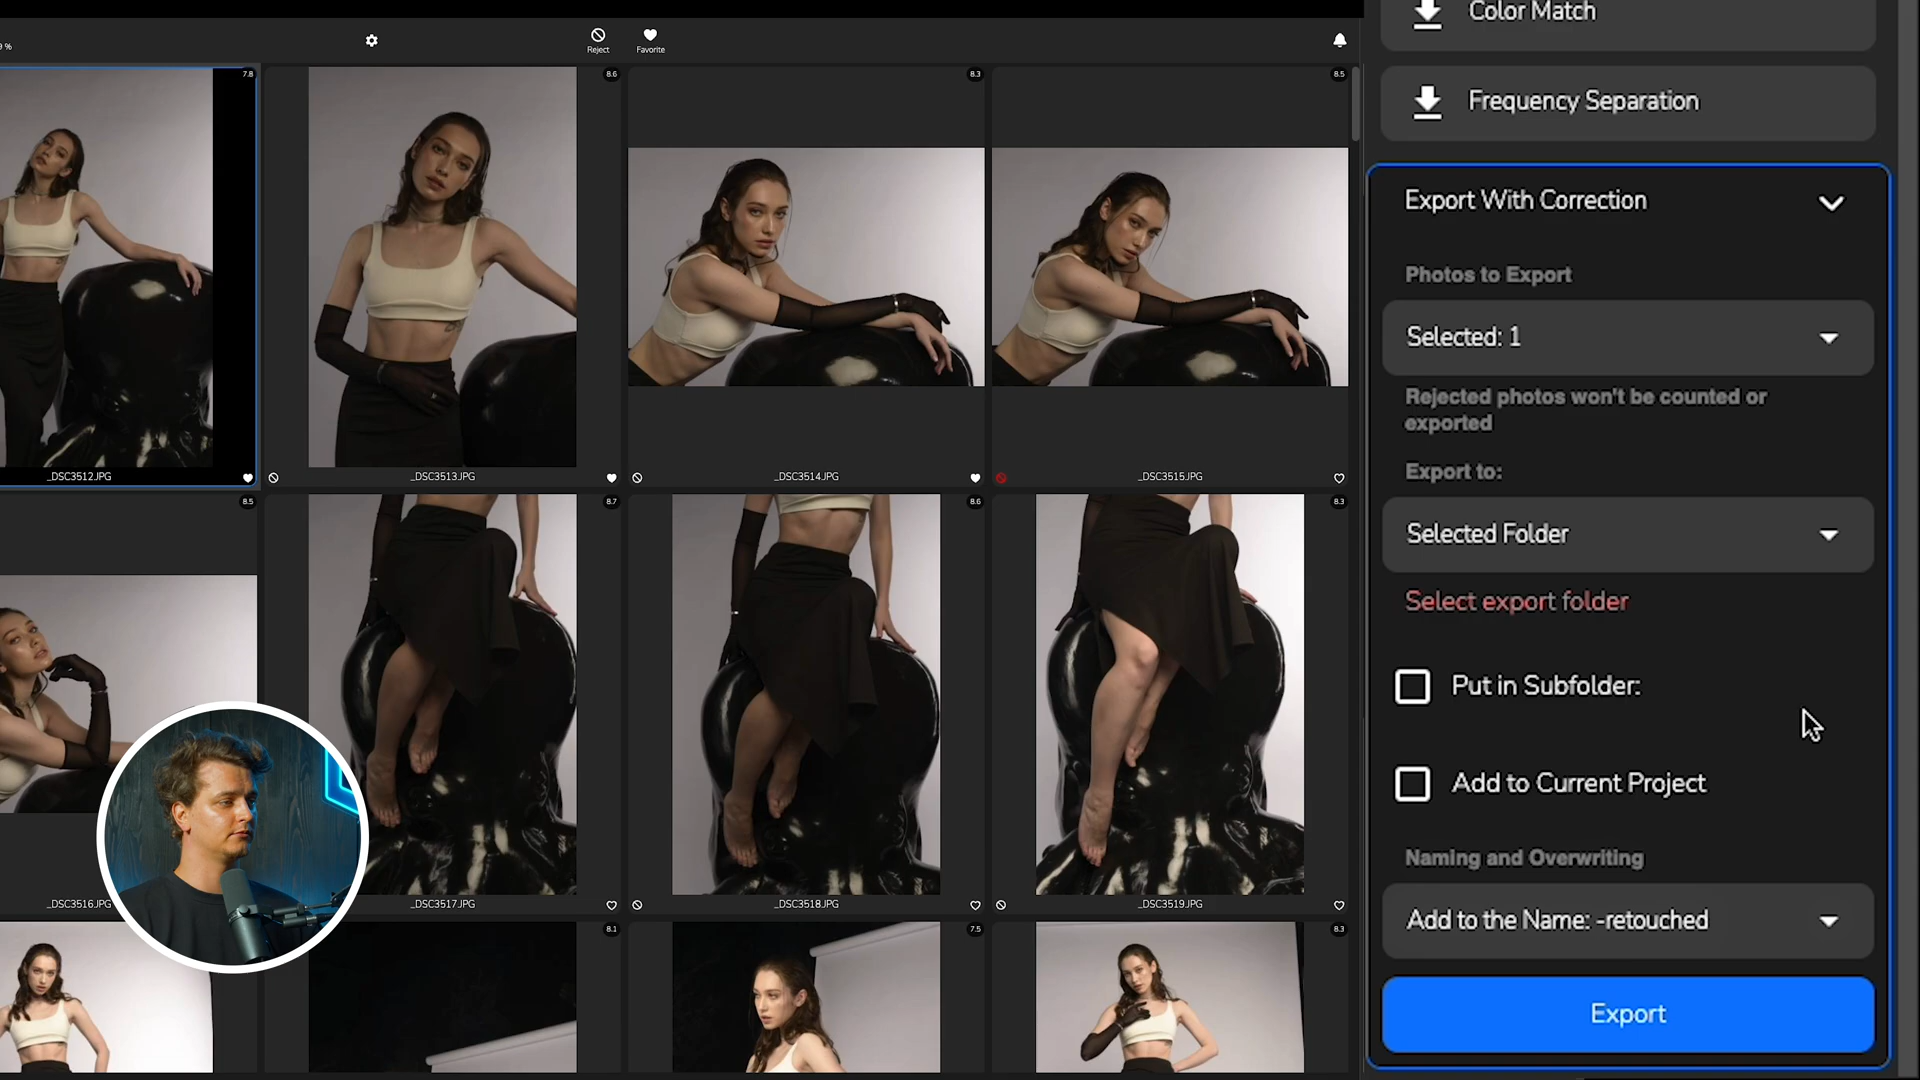 9 %
Reject
Favorite
7.8
8.6
8.3
8.5
_DSC3512.JPG
_DSC3513.JPG
_DSC3514.JPG
_DSC3515.JPG
8.5
8.7
8.6
8.3
_DSC3516.JPG
_DSC3517.JPG
_DSC3518.JPG
_DSC3519.JPG
8.1
7.5
8.3
Color Match
Frequency Separation
Export With Correction
Photos to Export
Selected: 1
Rejected photos won't be counted or
exported
Export to:
Selected Folder
Select export folder
Put in Subfolder:
Add to Current Project
Naming and Overwriting
Add to the Name: -retouched
Export